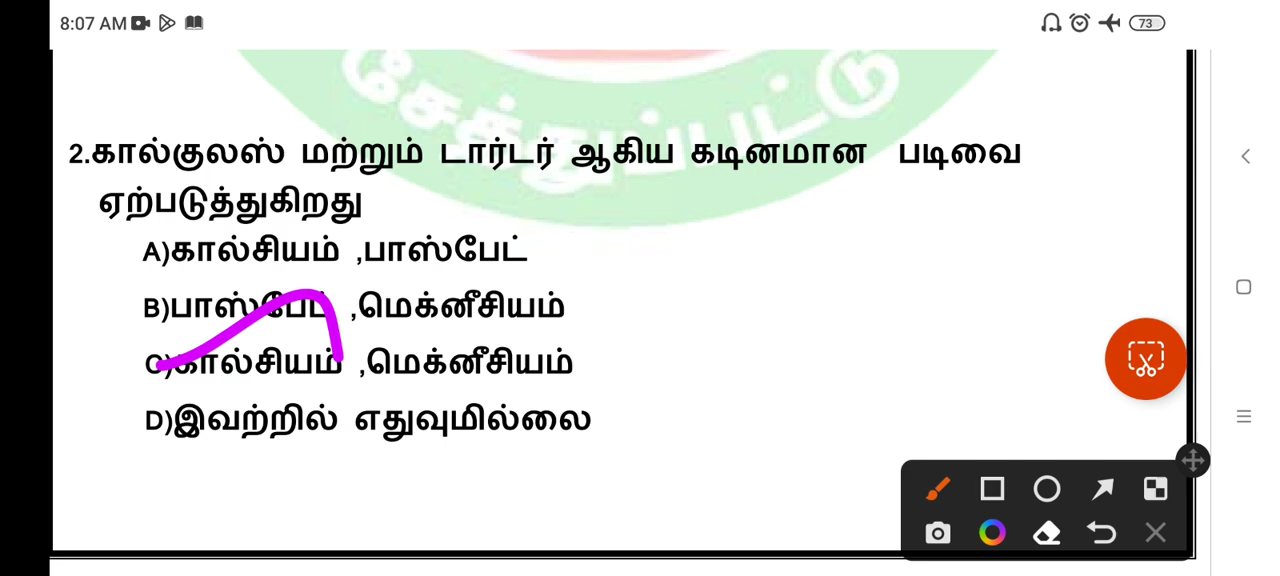 8:07 AM
73
சேத்துப்பட்டு
2.கால்குலஸ் மற்றும் டார்டர் ஆகிய கடினமான படிவை
ஏற்படுத்துகிறது
A)கால்சியம் ,பாஸ்பேட்
B)பாஸ்பேட் ,மெக்னீசியம்
C)கால்சியம் ,மெக்னீசியம்
D)இவற்றில் எதுவுமில்லை